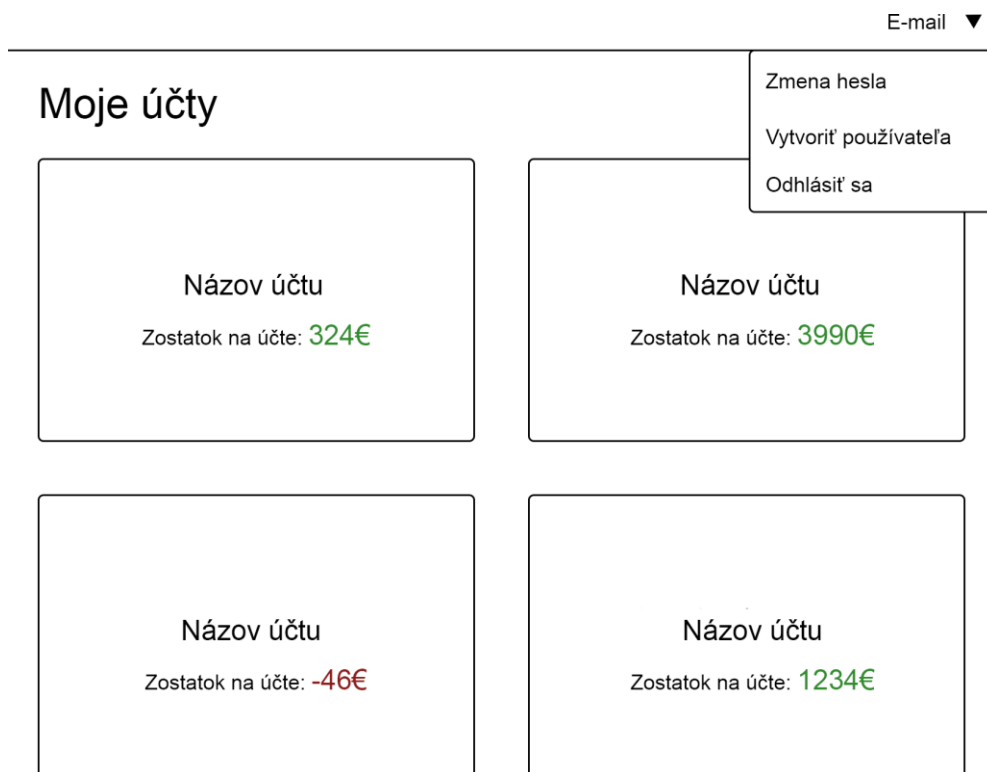 E-mail ▼
Zmena hesla
Moje účty
Vytvoriť používateľa
Odhlásiť sa
Názov účtu
Zostatok na účte: 324€
Názov účtu
Zostatok na účte: 3990€
Názov účtu
Zostatok na účte: -46€
Názov účtu
Zostatok na účte: 1234€